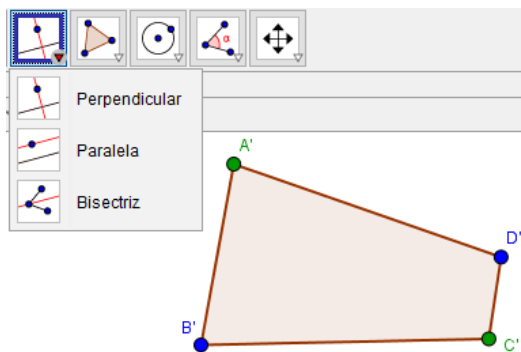 α
Perpendicular
Paralela
Bisectriz
A'
D'
B'
C'